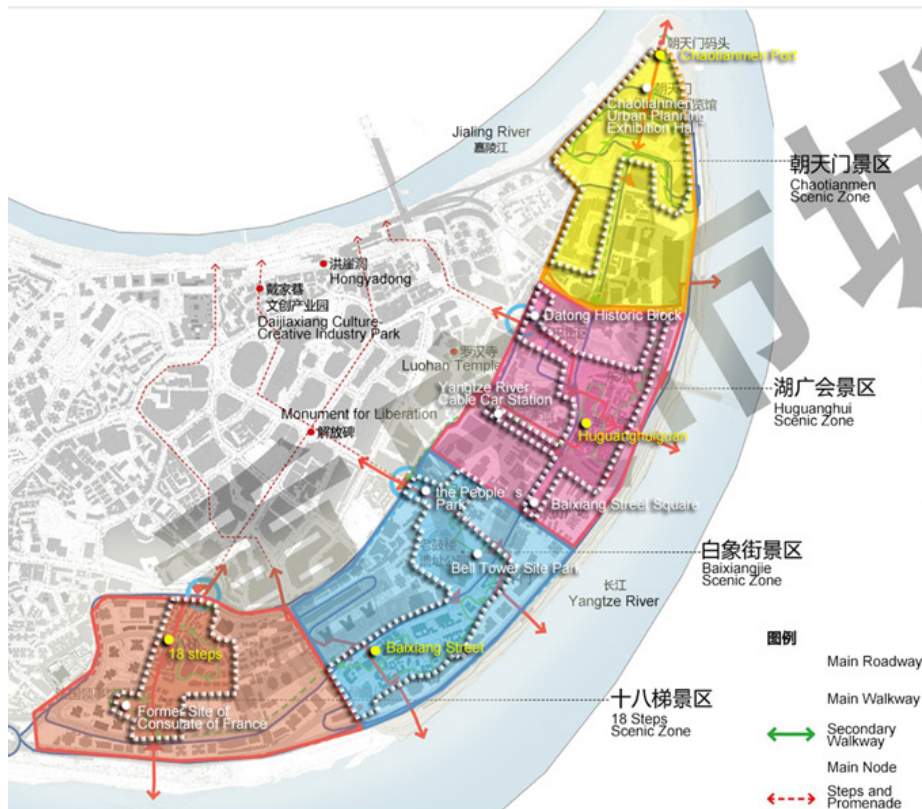 朝天门码头
Chaotianmen Port
朝天门
览馆
Chaotianmen
Urban Planning
Exhibition Hall
Jialing River
嘉陵江
朝天门景区
Chaotianmen
Scenic Zone
洪崖洞
Hongyadong
戴家巷
文创产业园
Daijiaxiang Culture-
Creative Industry Park
Datong Historic Block
罗汉寺
Luohan Temple
Yangtze River
Cable Car Station
湖广会景区
Huguanghui
Scenic Zone
Monument for Liberation
解放碑
Huguanghuiguan
the People's
Park
Baixiang Street Square
Bell Tower Site Park
白象街景区
Baixiangjie
Scenic Zone
长江
Yangtze River
18 steps
Baixiang Street
图例
Main Roadway
十八梯景区
18 Steps
Scenic Zone
Former Site of
Consulate of France
Main Walkway
Secondary
Walkway
Main Node
Steps and
Promenade